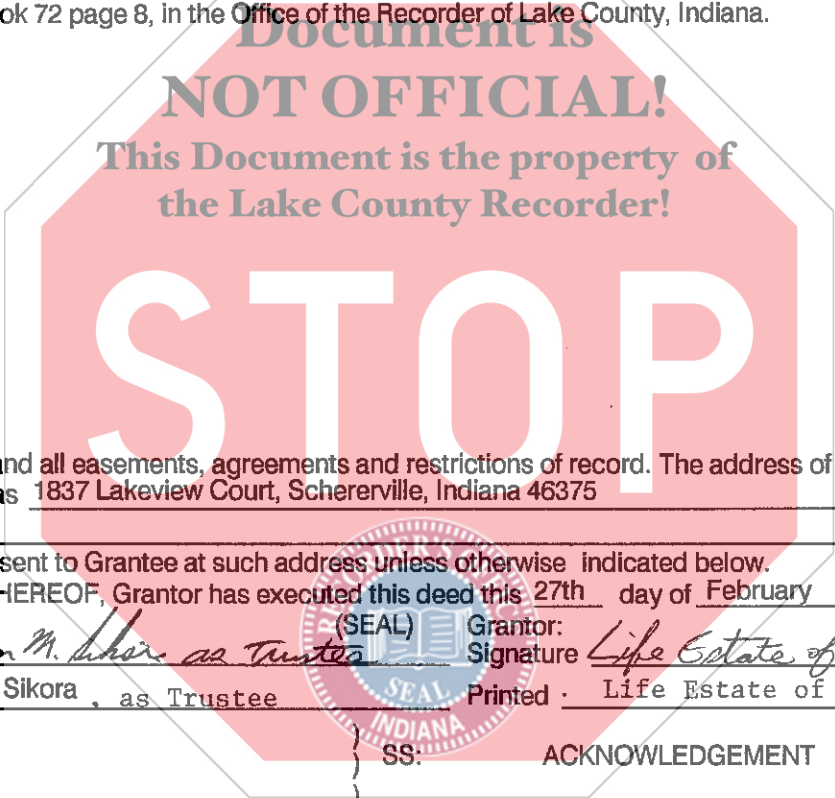 ok 72 page 8, in the Office of the Recorder of Lake County, Indiana.
Document is
NOT OFFICIAL!
This Document is the property of
the Lake County Recorder!
STOP
and all easements, agreements and restrictions of record. The address of
as 1837 Lakeview Court, Schererville, Indiana 46375
sent to Grantee at such address unless otherwise indicated below.
HEREOF, Grantor has executed this deed this 27th day of February
(SEAL) Grantor:
M. Sikora as Trustee Signature Life Estate of
Sikora, as Trustee Printed Life Estate of
RECORDER'S
SEAL
INDIANA
) SS: ACKNOWLEDGEMENT
)
)